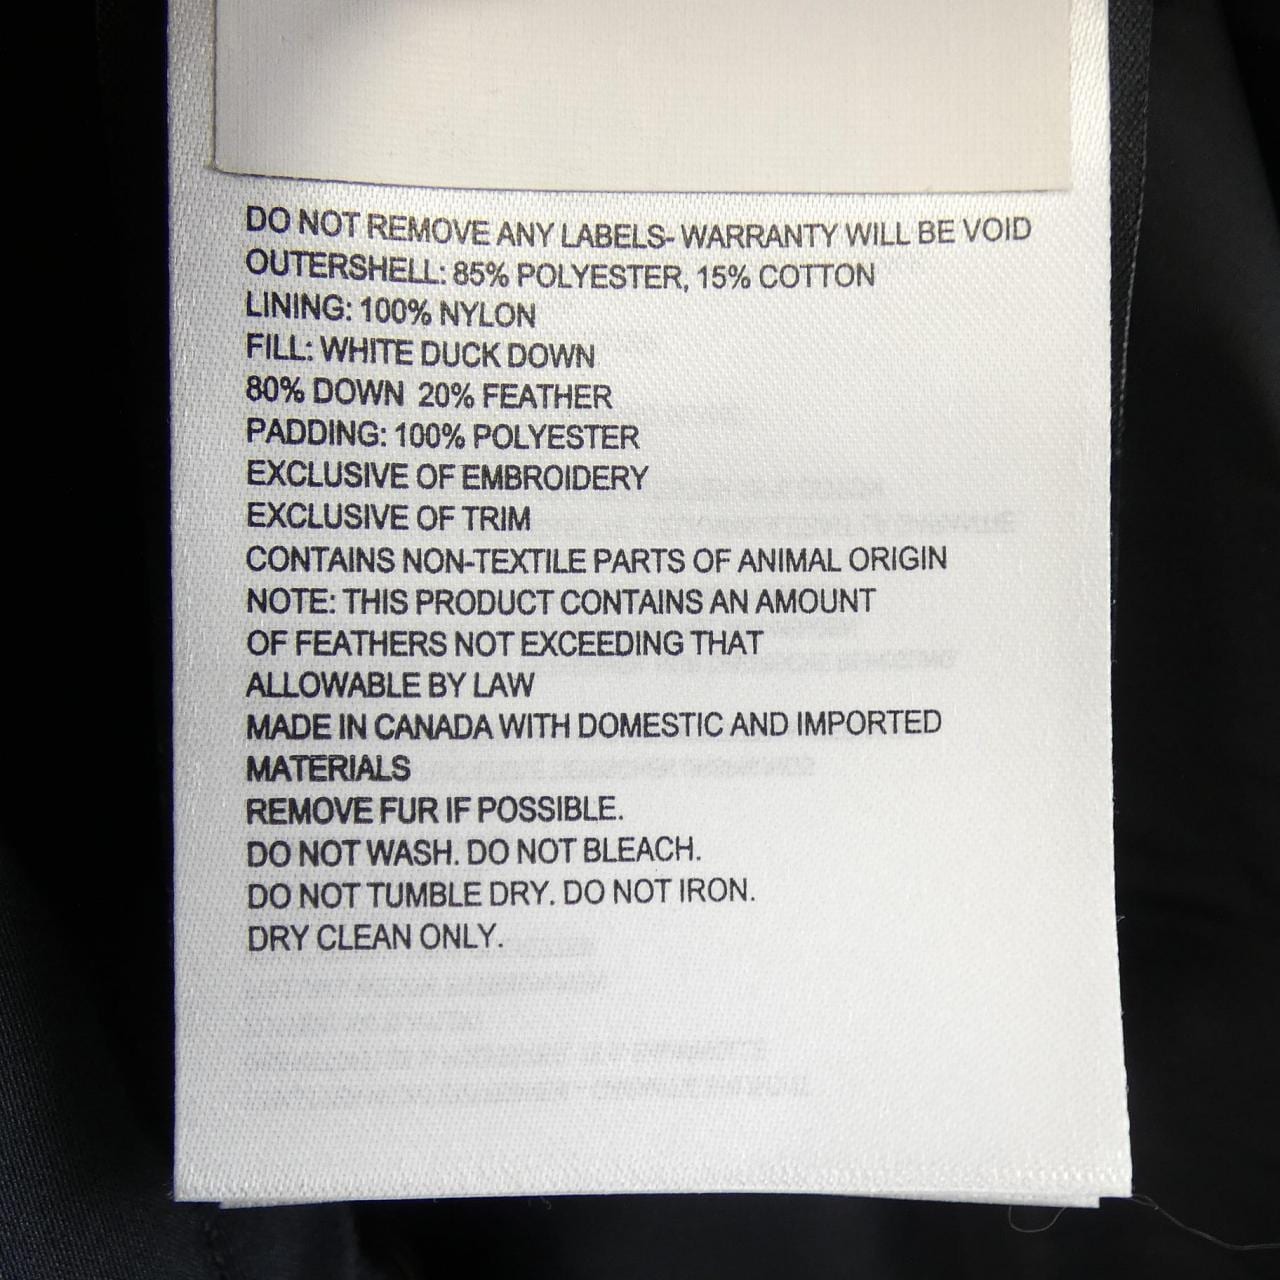 DO NOT REMOVE ANY LABELS- WARRANTY WILL BE VOID
OUTERSHELL: 85% POLYESTER, 15% COTTON
LINING: 100% NYLON
FILL: WHITE DUCK DOWN
80% DOWN 20% FEATHER
PADDING: 100% POLYESTER
EXCLUSIVE OF EMBROIDERY
EXCLUSIVE OF TRIM
CONTAINS NON-TEXTILE PARTS OF ANIMAL ORIGIN
NOTE: THIS PRODUCT CONTAINS AN AMOUNT
OF FEATHERS NOT EXCEEDING THAT
ALLOWABLE BY LAW
MADE IN CANADA WITH DOMESTIC AND IMPORTED
MATERIALS
REMOVE FUR IF POSSIBLE.
DO NOT WASH. DO NOT BLEACH.
DO NOT TUMBLE DRY. DO NOT IRON.
DRY CLEAN ONLY.